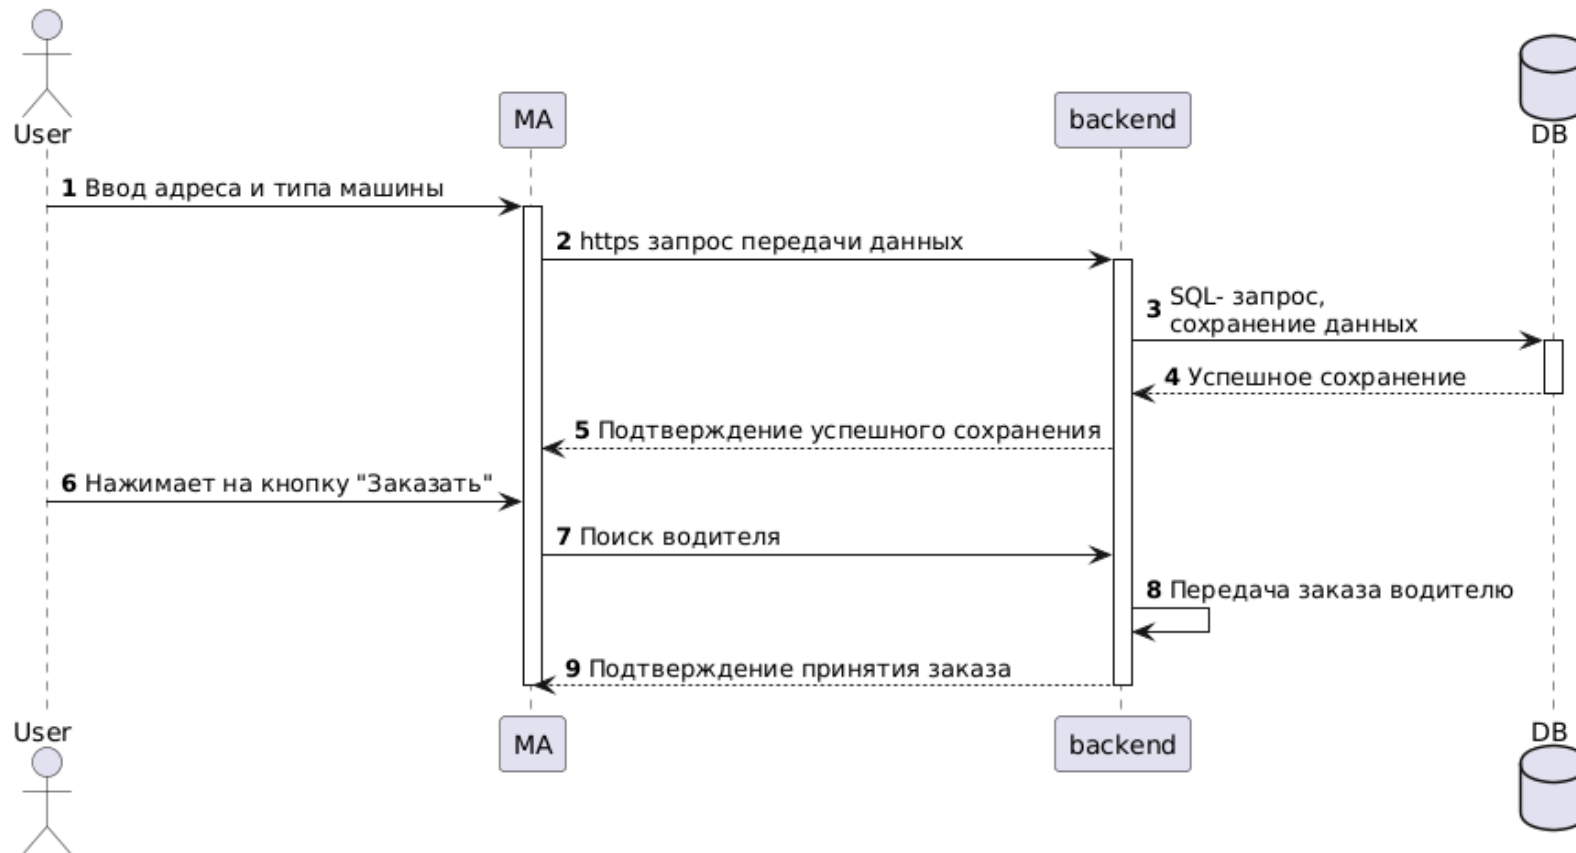 User
MA
backend
DB
1 Ввод адреса и типа машины
2 https запрос передачи данных
3 SQL- запрос,
сохранение данных
4 Успешное сохранение
5 Подтверждение успешного сохранения
6 Нажимает на кнопку "Заказать"
7 Поиск водителя
8 Передача заказа водителю
9 Подтверждение принятия заказа
User
MA
backend
DB